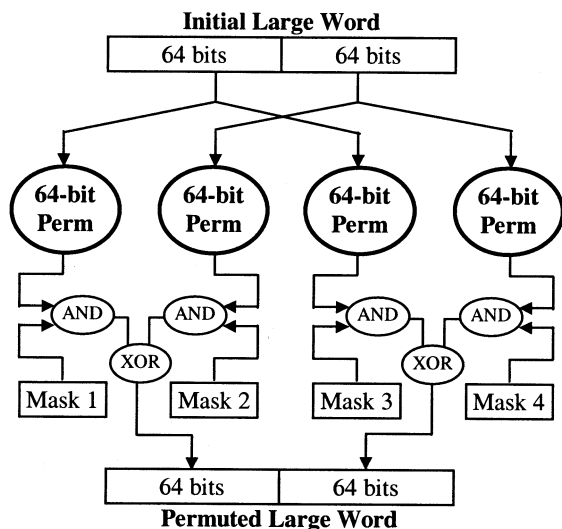 Initial Large Word
64 bits 64 bits
64-bit Perm 64-bit Perm 64-bit Perm 64-bit Perm
AND AND AND AND
XOR XOR
Mask 1 Mask 2 Mask 3 Mask 4
64 bits 64 bits
Permuted Large Word